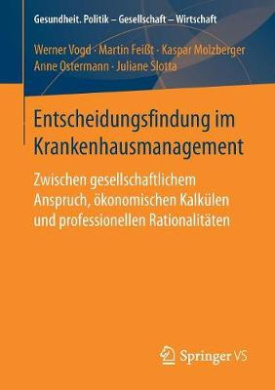 Gesundheit. Politik – Gesellschaft – Wirtschaft
Werner Vogd · Martin Feißt · Kaspar Molzberger
Anne Ostermann · Juliane Slotta
Entscheidungsfindung im
Krankenhausmanagement
Zwischen gesellschaftlichem
Anspruch, ökonomischen Kalkülen
und professionellen Rationalitäten
Springer VS